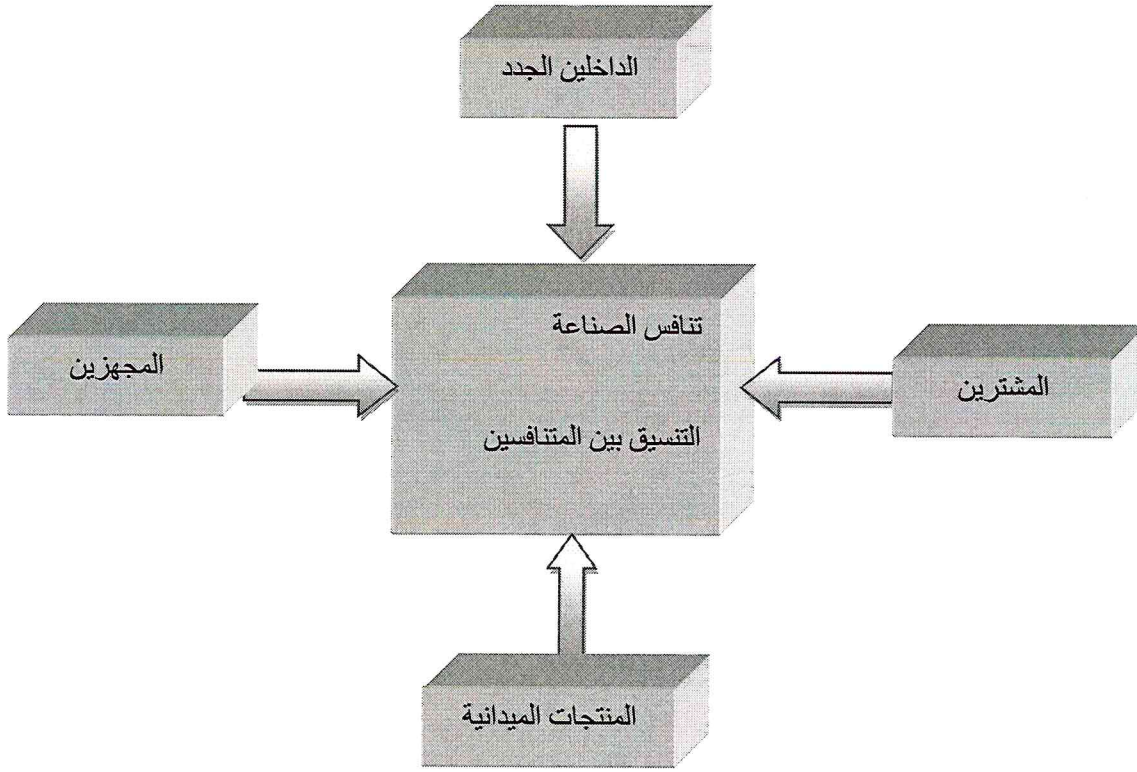 الداخلين الجدد
تنافس الصناعة
المشترين
المجهزين
التنسيق بين المتنافسين
المنتجات الميدانية